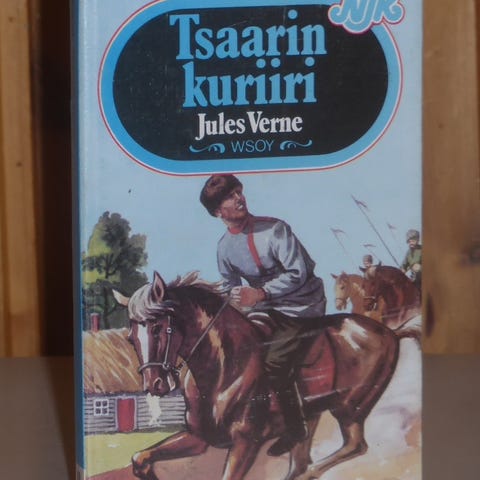 NJK
Tsaarin
kuriiri
Jules Verne
WSOY